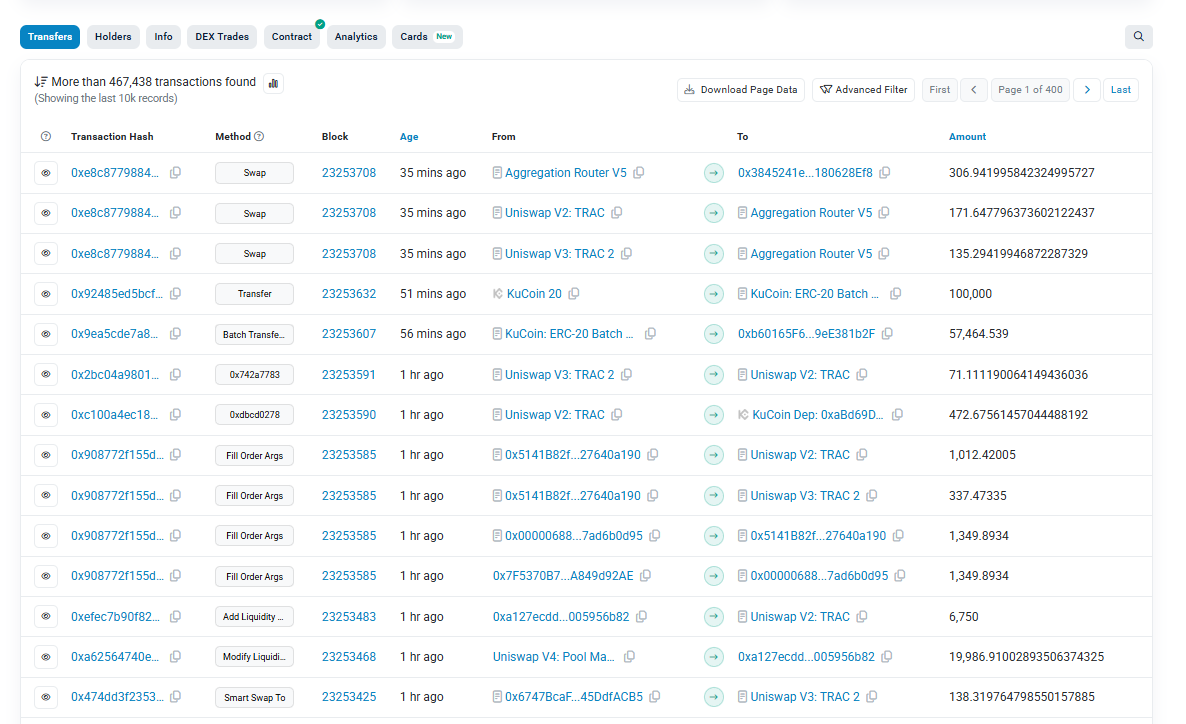 Transfers Holders Info DEX Trades Contract Analytics Cards New
More than 467,438 transactions found
(Showing the last 10k records)
Download Page Data Advanced Filter First Page 1 of 400 Last
Transaction Hash Method Block Age From To Amount
0xe8c8779884... Swap 23253708 35 mins ago Aggregation Router V5 0x3845241e...180628Ef8 306.941995842324995727
0xe8c8779884... Swap 23253708 35 mins ago Uniswap V2: TRAC Aggregation Router V5 171.647796373602122437
0xe8c8779884... Swap 23253708 35 mins ago Uniswap V3: TRAC 2 Aggregation Router V5 135.29419946872287329
0x92485ed5bcf... Transfer 23253632 51 mins ago KuCoin 20 KuCoin: ERC-20 Batch ... 100,000
0x9ea5cde7a8... Batch Transfe... 23253607 56 mins ago KuCoin: ERC-20 Batch ... 0xb60165F6...9eE381b2F 57,464.539
0x2bc04a9801... 0x742a7783 23253591 1 hr ago Uniswap V3: TRAC 2 Uniswap V2: TRAC 71.111190064149436036
0xc100a4ec18... 0xdbcd0278 23253590 1 hr ago Uniswap V2: TRAC KuCoin Dep: 0xaBd69D... 472.67561457044488192
0x908772f155d... Fill Order Args 23253585 1 hr ago 0x5141B82f...27640a190 Uniswap V2: TRAC 1,012.42005
0x908772f155d... Fill Order Args 23253585 1 hr ago 0x5141B82f...27640a190 Uniswap V3: TRAC 2 337.47335
0x908772f155d... Fill Order Args 23253585 1 hr ago 0x00000688...7ad6b0d95 0x5141B82f...27640a190 1,349.8934
0x908772f155d... Fill Order Args 23253585 1 hr ago 0x7F5370B7...A849d92AE 0x00000688...7ad6b0d95 1,349.8934
0xefec7b90f82... Add Liquidity ... 23253483 1 hr ago 0xa127ecdd...005956b82 Uniswap V2: TRAC 6,750
0xa62564740e... Modify Liquidi... 23253468 1 hr ago Uniswap V4: Pool Ma... 0xa127ecdd...005956b82 19,986.91002893506374325
0x474dd3f2353... Smart Swap To 23253425 1 hr ago 0x6747BcaF...45DdfACB5 Uniswap V3: TRAC 2 138.319764798550157885